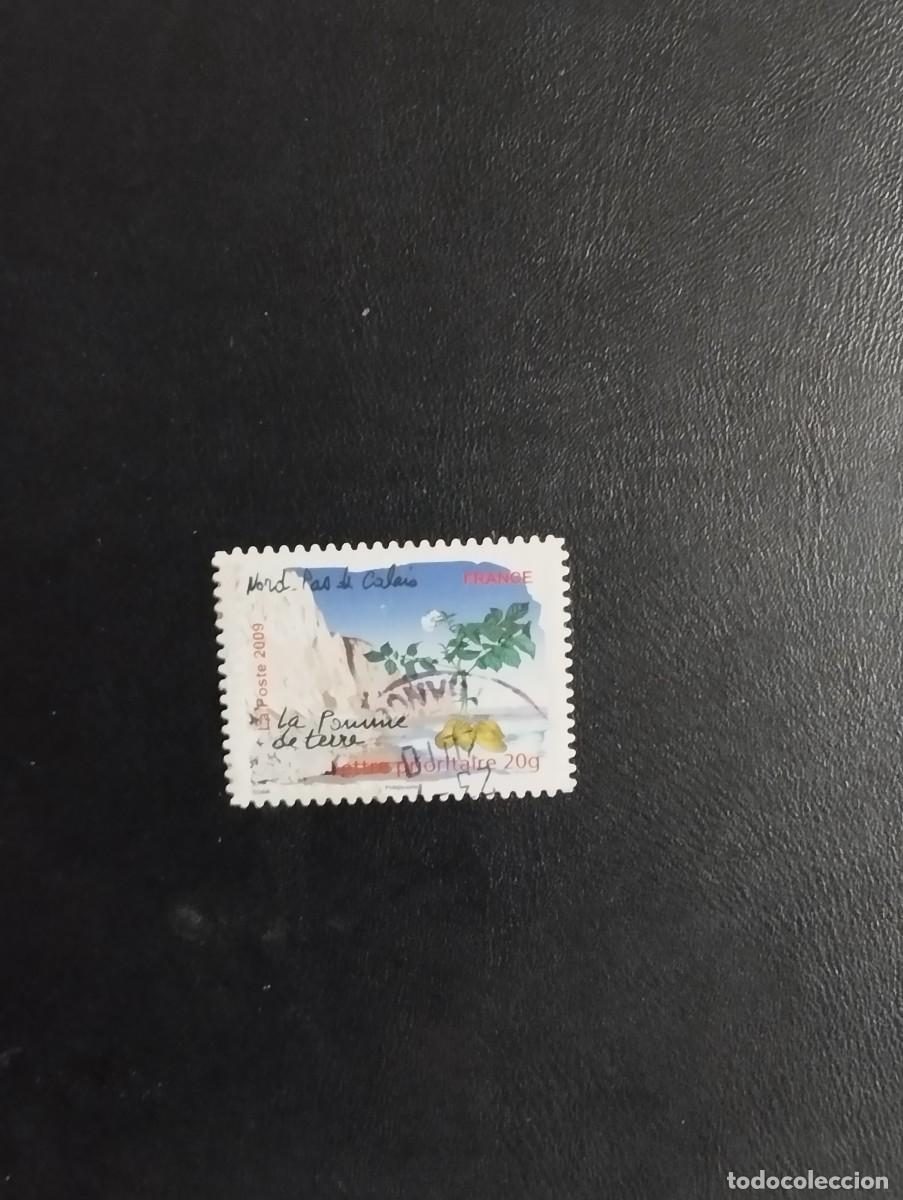 Nord-Pas de Calais
FRANCE
La Poste 2009
La Pomme
de terre
Lettre prioritaire 20g
todocoleccion